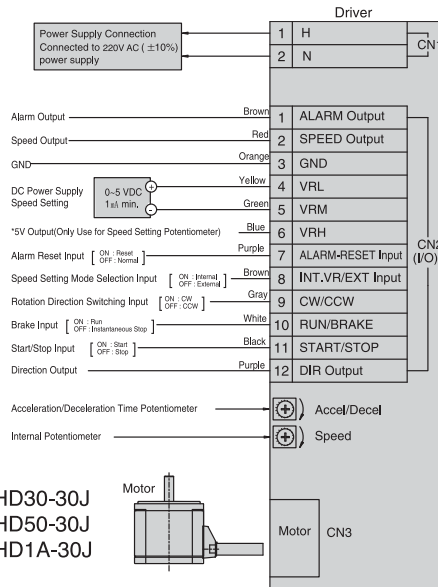 Driver
Power Supply Connection
Connected to 220V AC ( ±10%)
power supply
1 H
2 N
CN1
Alarm Output Brown 1 ALARM Output
Speed Output Red 2 SPEED Output
GND Orange 3 GND
DC Power Supply
Speed Setting
0~5 VDC
1㎃ min.
+
−
Yellow 4 VRL
Green 5 VRM
*5V Output(Only Use for Speed Setting Potentiometer) Blue 6 VRH
Alarm Reset Input [ ON : Reset
OFF : Normal ] Purple 7 ALARM-RESET Input
Speed Setting Mode Selection Input [ ON : Internal
OFF : External ] Brown 8 INT.VR/EXT Input
Rotation Direction Switching Input [ ON : CW
OFF : CCW ] Gray 9 CW/CCW
Brake Input [ ON : Run
OFF : Instantaneous Stop ] White 10 RUN/BRAKE
Start/Stop Input [ ON : Start
OFF : Stop ] Black 11 START/STOP
Direction Output Purple 12 DIR Output
CN2
(I/O)
Acceleration/Deceleration Time Potentiometer Accel/Decel
Internal Potentiometer Speed
HD30-30J
HD50-30J
HD1A-30J
Motor
Motor CN3